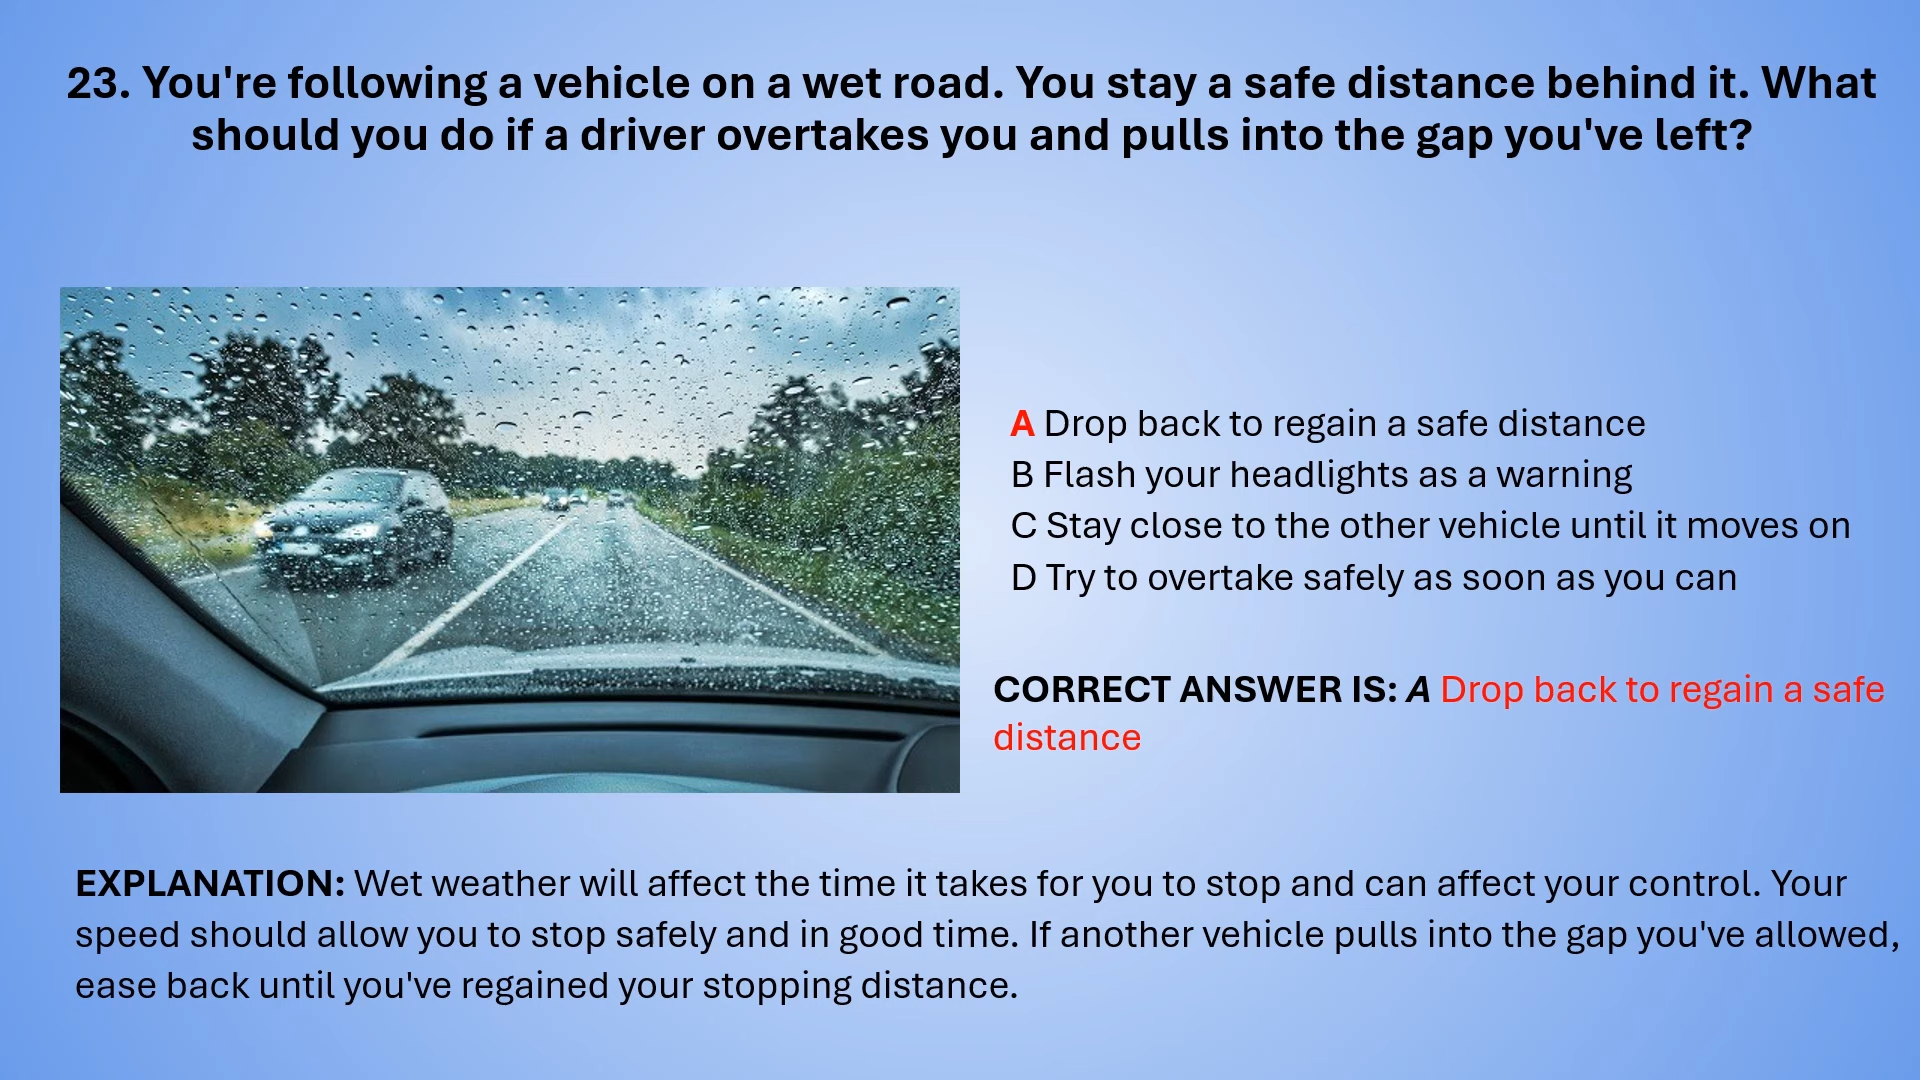 23. You're following a vehicle on a wet road. You stay a safe distance behind it. What
should you do if a driver overtakes you and pulls into the gap you've left?
A Drop back to regain a safe distance
B Flash your headlights as a warning
C Stay close to the other vehicle until it moves on
D Try to overtake safely as soon as you can
CORRECT ANSWER IS: A Drop back to regain a safe
distance
EXPLANATION: Wet weather will affect the time it takes for you to stop and can affect your control. Your
speed should allow you to stop safely and in good time. If another vehicle pulls into the gap you've allowed,
ease back until you've regained your stopping distance.